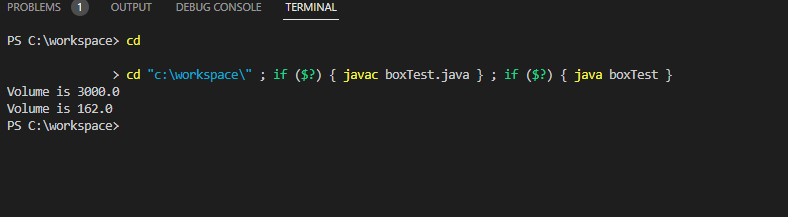 PROBLEMS 1 OUTPUT DEBUG CONSOLE TERMINAL
PS C:\workspace> cd
> cd "c:\workspace\" ; if ($?) { javac boxTest.java } ; if ($?) { java boxTest }
Volume is 3000.0
Volume is 162.0
PS C:\workspace>